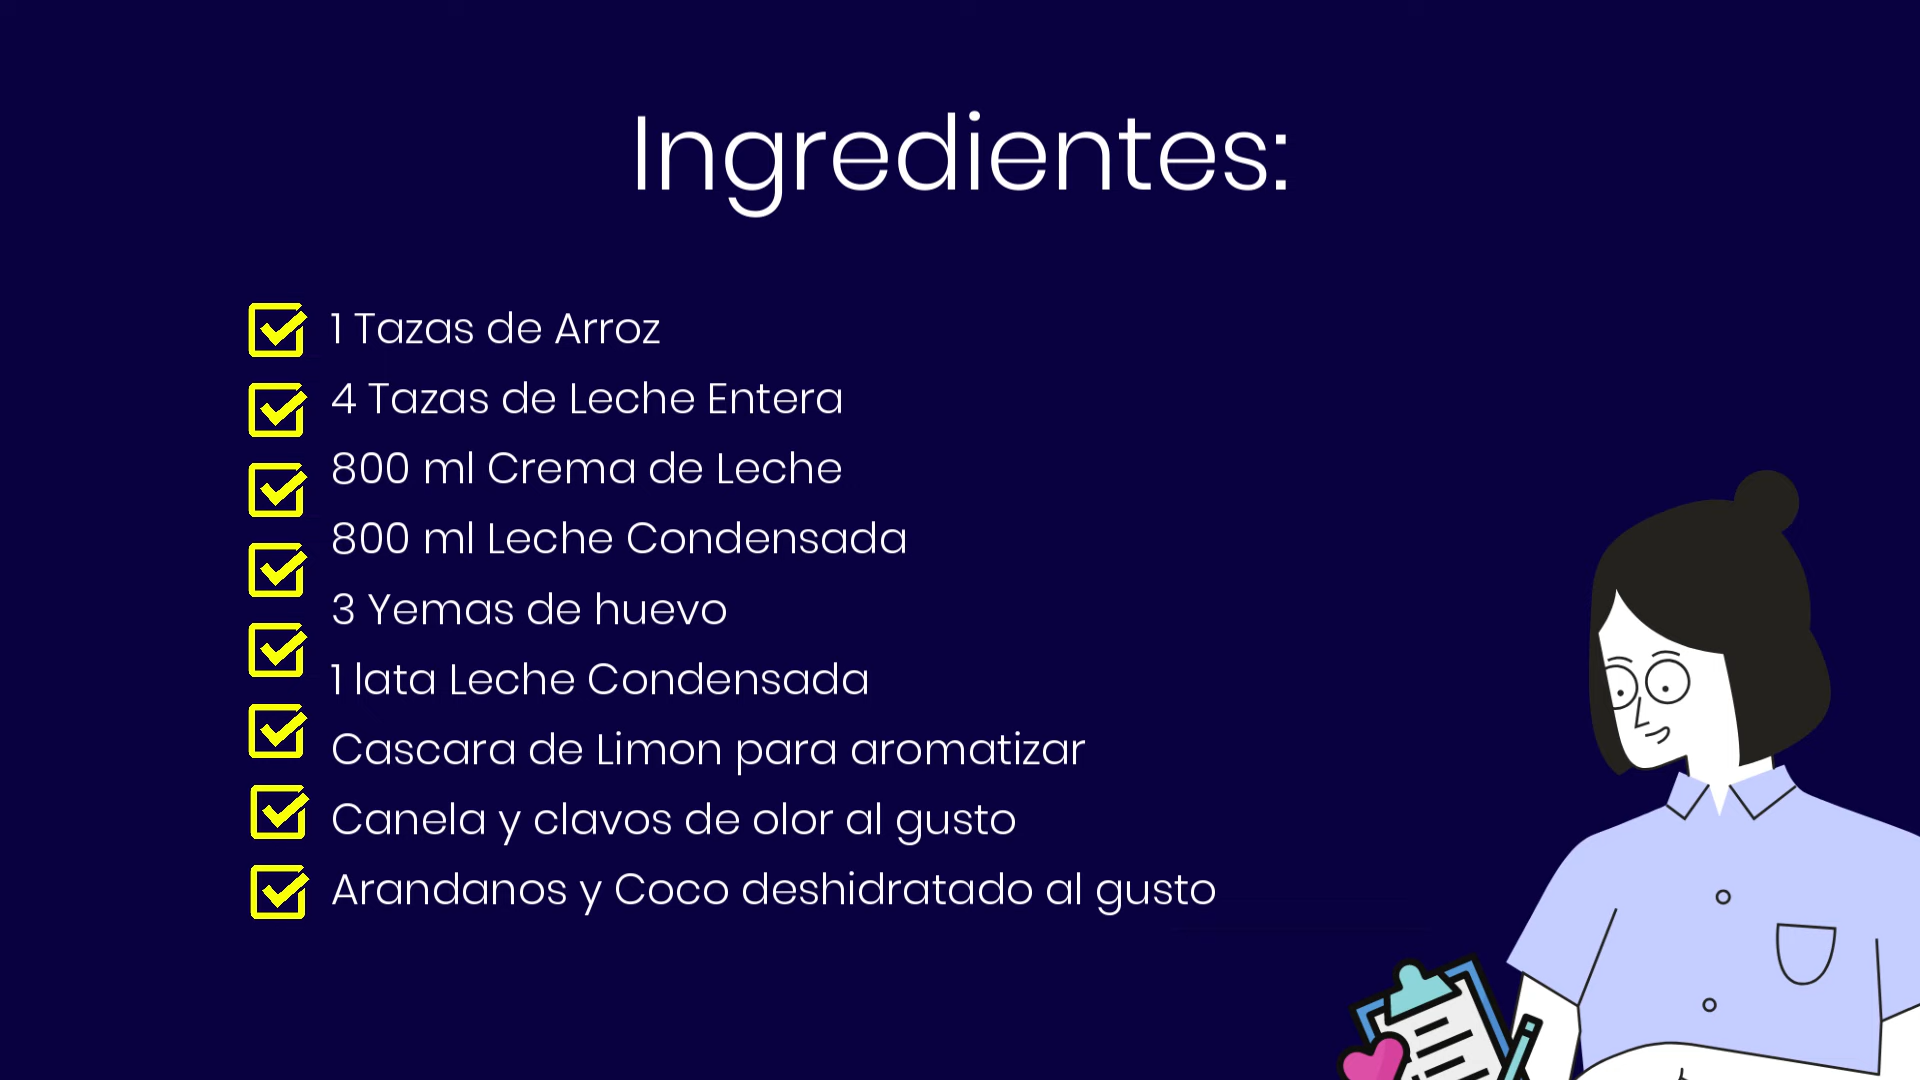 Ingredientes:
1 Tazas de Arroz
4 Tazas de Leche Entera
800 ml Crema de Leche
800 ml Leche Condensada
3 Yemas de huevo
1 lata Leche Condensada
Cascara de Limon para aromatizar
Canela y clavos de olor al gusto
Arandanos y Coco deshidratado al gusto